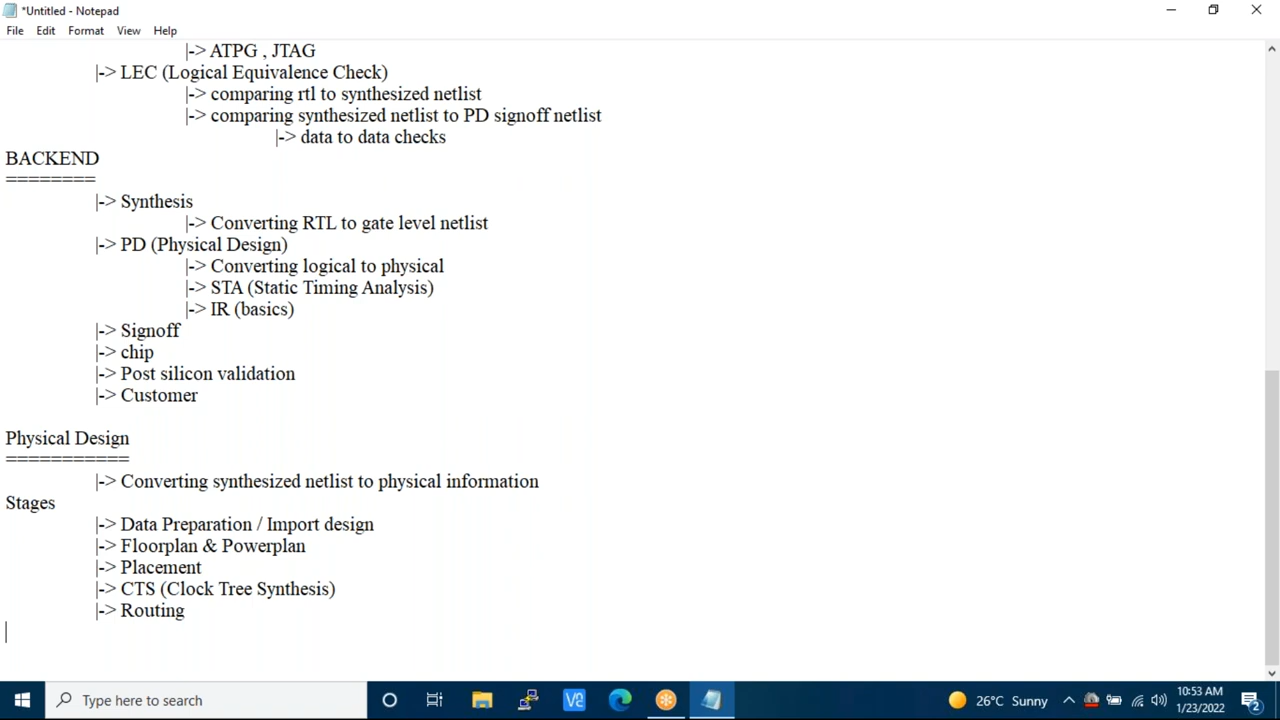 *Untitled - Notepad
File Edit Format View Help
|-> ATPG , JTAG
|-> LEC (Logical Equivalence Check)
|-> comparing rtl to synthesized netlist
|-> comparing synthesized netlist to PD signoff netlist
|-> data to data checks
BACKEND
========
|-> Synthesis
|-> Converting RTL to gate level netlist
|-> PD (Physical Design)
|-> Converting logical to physical
|-> STA (Static Timing Analysis)
|-> IR (basics)
|-> Signoff
|-> chip
|-> Post silicon validation
|-> Customer
Physical Design
===========
|-> Converting synthesized netlist to physical information
Stages
|-> Data Preparation / Import design
|-> Floorplan & Powerplan
|-> Placement
|-> CTS (Clock Tree Synthesis)
|-> Routing
Type here to search
26°C Sunny
10:53 AM
1/23/2022
2